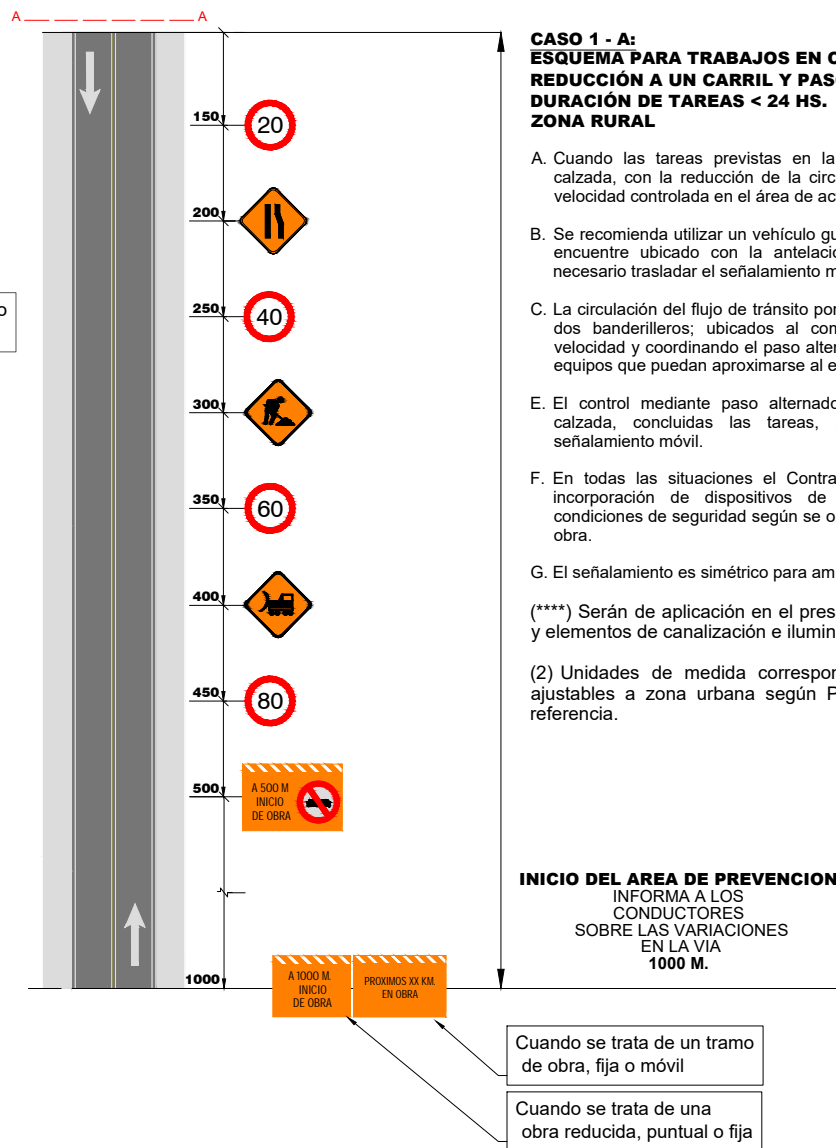 A A
150
20
200
250
40
o
300
350
60
400
450
80
500
A 500 M
INICIO
DE OBRA
1000
A 1000 M.
INICIO
DE OBRA
PROXIMOS XX KM.
EN OBRA
CASO 1 - A:
ESQUEMA PARA TRABAJOS EN
REDUCCIÓN A UN CARRIL Y PAS
DURACIÓN DE TAREAS < 24 HS.
ZONA RURAL
A. Cuando las tareas previstas en la
calzada, con la reducción de la circ
velocidad controlada en el área de ac
B. Se recomienda utilizar un vehículo gu
encuentre ubicado con la antelaci
necesario trasladar el señalamiento m
C. La circulación del flujo de tránsito por
dos banderilleros; ubicados al com
velocidad y coordinando el paso alter
equipos que puedan aproximarse al e
E. El control mediante paso alternado
calzada, concluidas las tareas,
señalamiento móvil.
F. En todas las situaciones el Contra
incorporación de dispositivos de
condiciones de seguridad según se o
obra.
G. El señalamiento es simétrico para am
(****) Serán de aplicación en el pres
y elementos de canalización e ilumin
(2) Unidades de medida correspor
ajustables a zona urbana según P
referencia.
INICIO DEL AREA DE PREVENCION
INFORMA A LOS
CONDUCTORES
SOBRE LAS VARIACIONES
EN LA VIA
1000 M.
Cuando se trata de un tramo
de obra, fija o móvil
Cuando se trata de una
obra reducida, puntual o fija